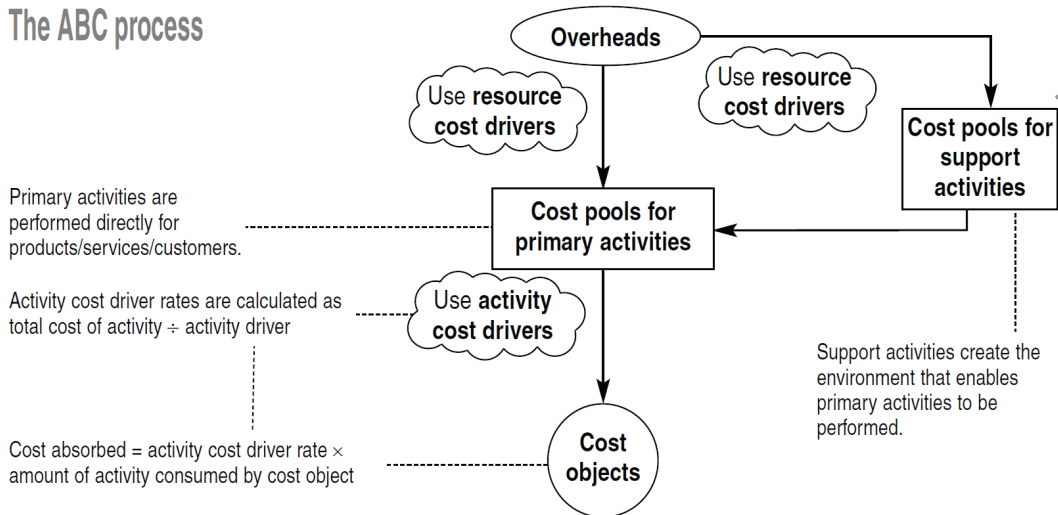 The ABC process
Overheads
Use resource
cost drivers
Use resource
cost drivers
Cost pools for
support
activities
Primary activities are
performed directly for
products/services/customers.
Cost pools for
primary activities
Activity cost driver rates are calculated as
total cost of activity ÷ activity driver
Use activity
cost drivers
Support activities create the
environment that enables
primary activities to be
performed.
Cost absorbed = activity cost driver rate ×
amount of activity consumed by cost object
Cost
objects